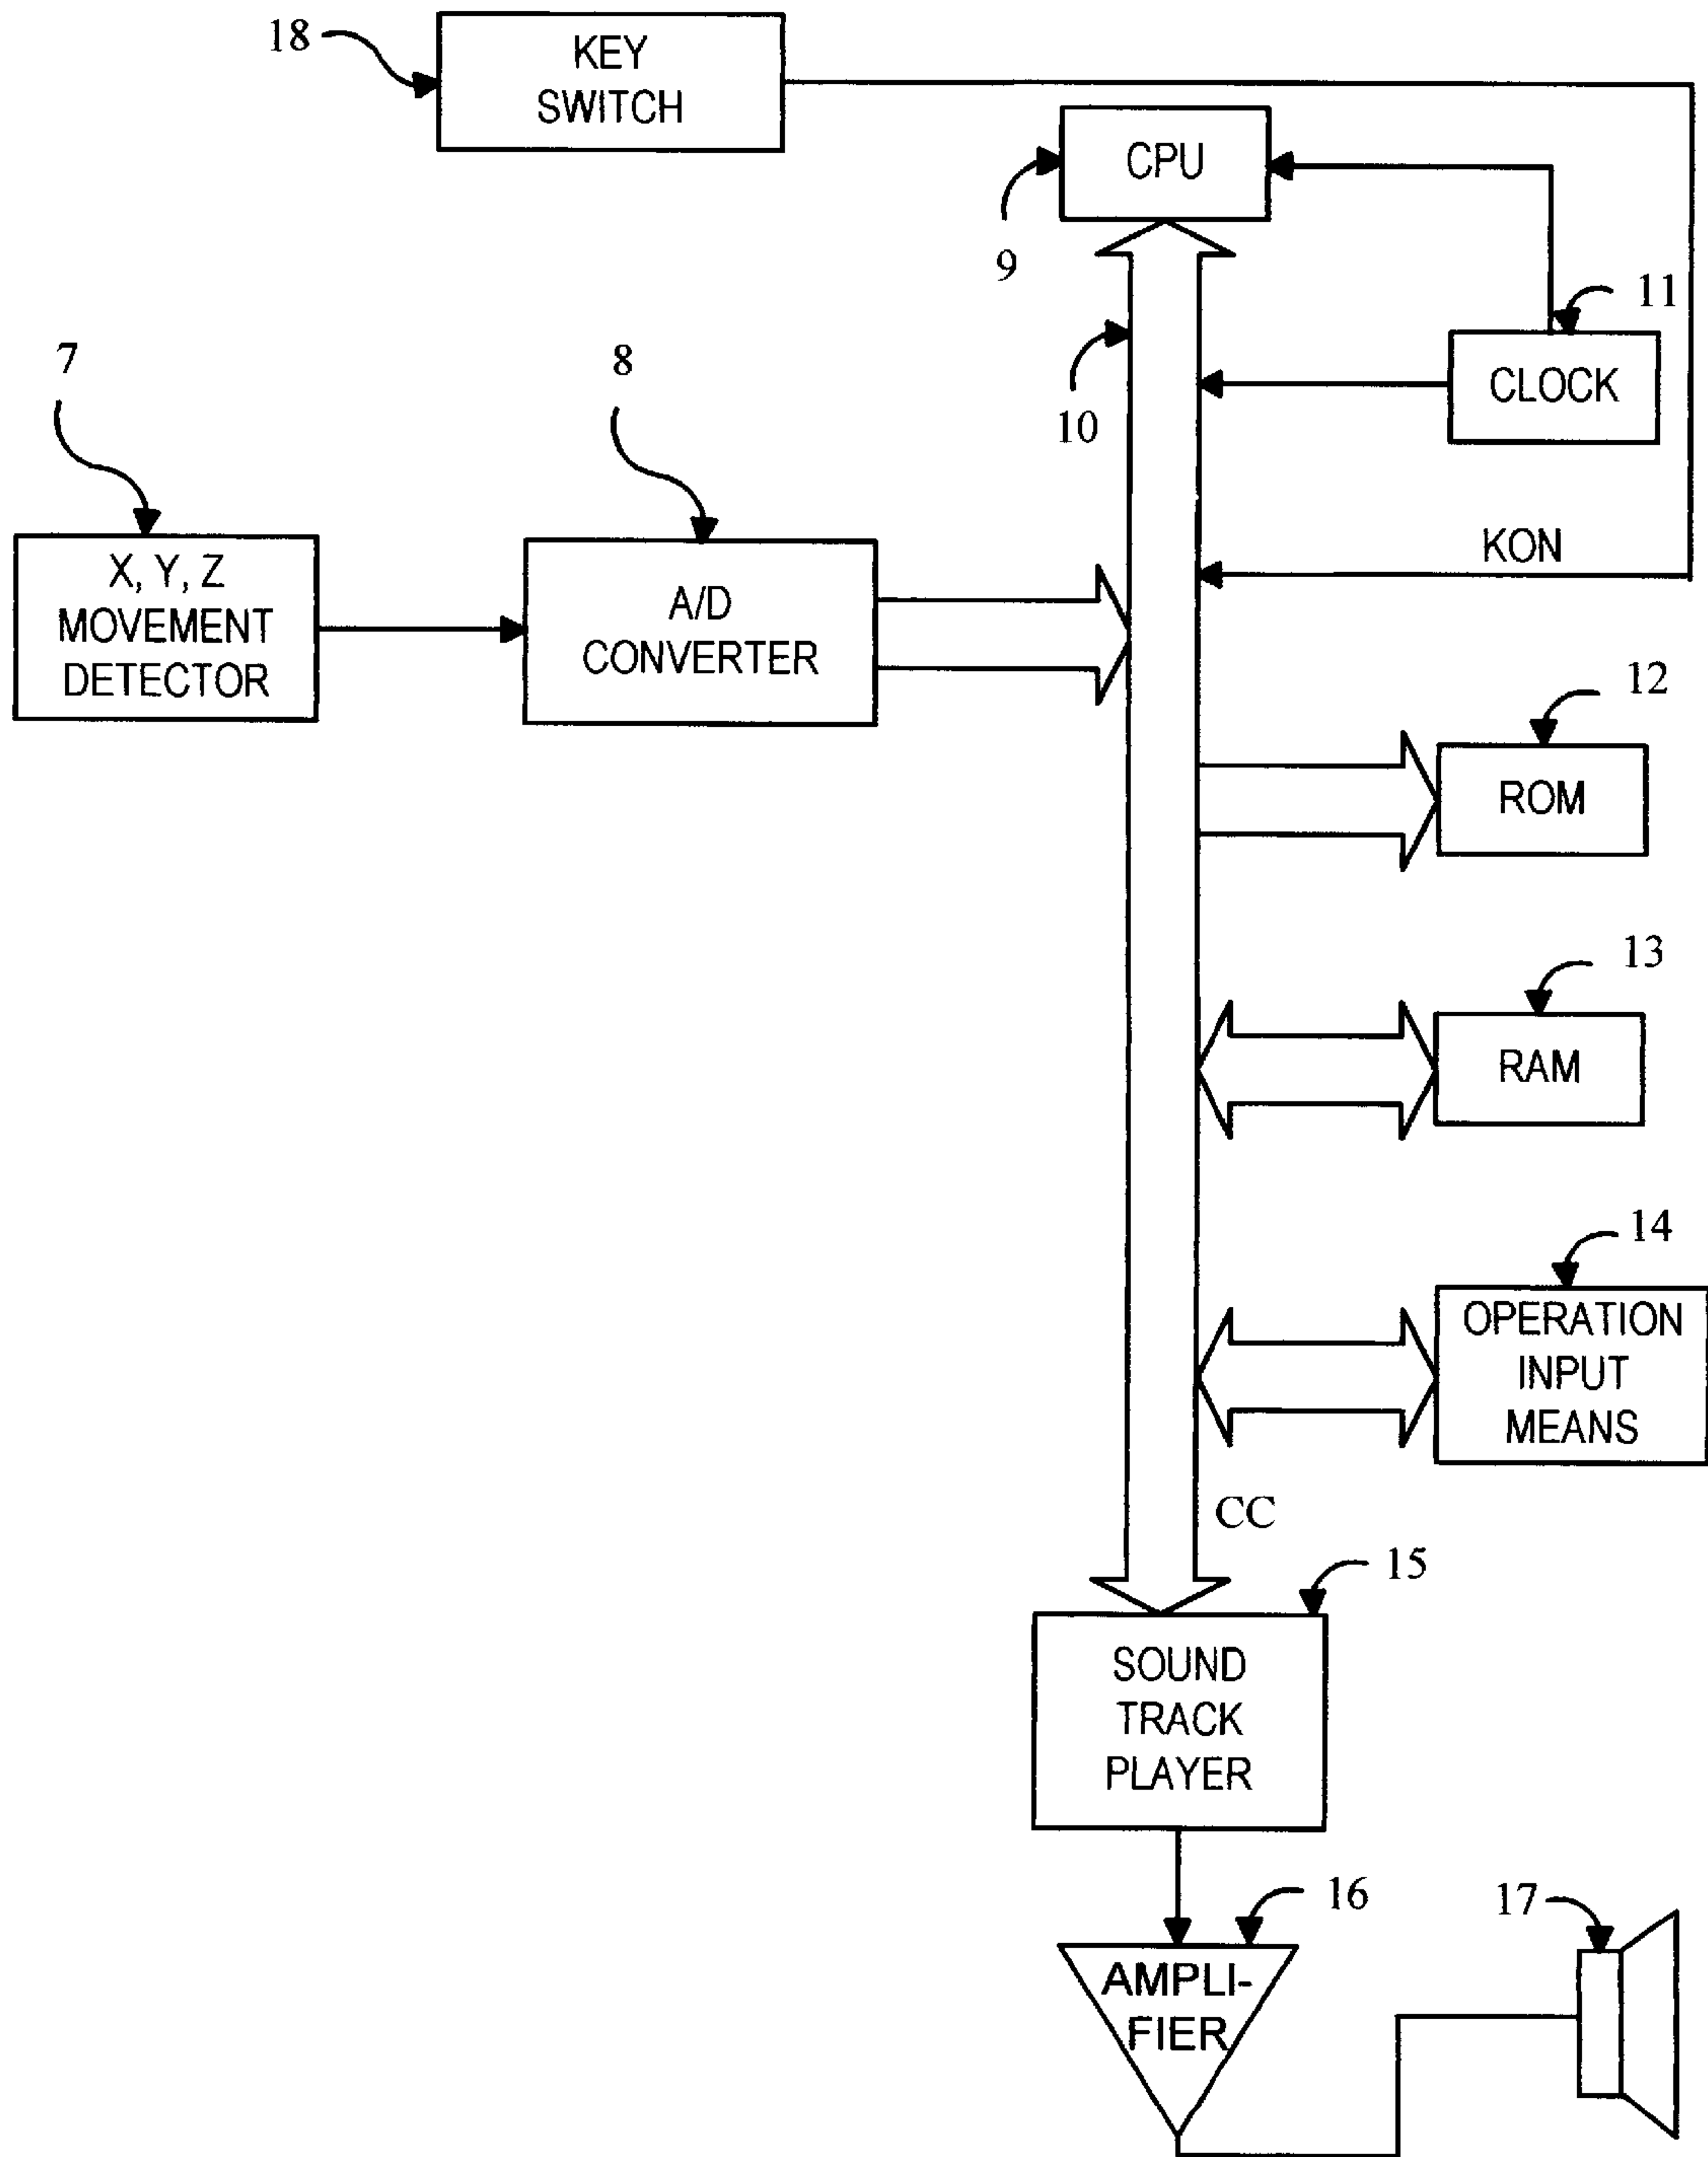 18
KEY
SWITCH
CPU
9
11
7
8
10
CLOCK
X, Y, Z
MOVEMENT
DETECTOR
A/D
CONVERTER
KON
12
ROM
13
RAM
14
OPERATION
INPUT
MEANS
CC
15
SOUND
TRACK
PLAYER
16
17
AMPLI-
FIER